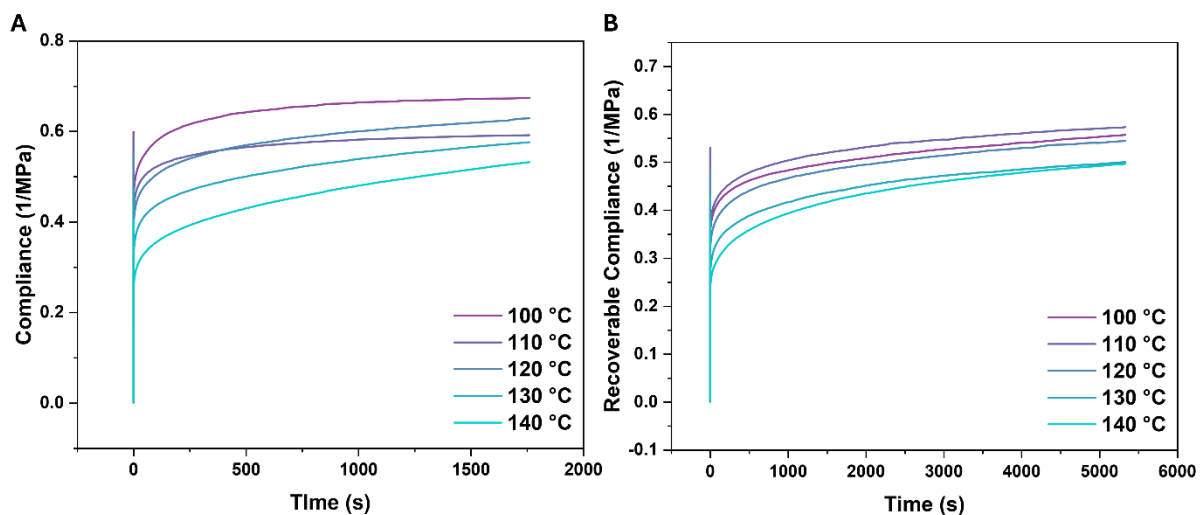 A
Compliance (1/MPa)
0.8
0.6
0.4
0.2
0.0
100 °C
110 °C
120 °C
130 °C
140 °C
0
500
1000
1500
2000
TIme (s)
B
Recoverable Compliance (1/MPa)
0.7
0.6
0.5
0.4
0.3
0.2
0.1
0.0
-0.1
100 °C
110 °C
120 °C
130 °C
140 °C
0
1000
2000
3000
4000
5000
6000
Time (s)